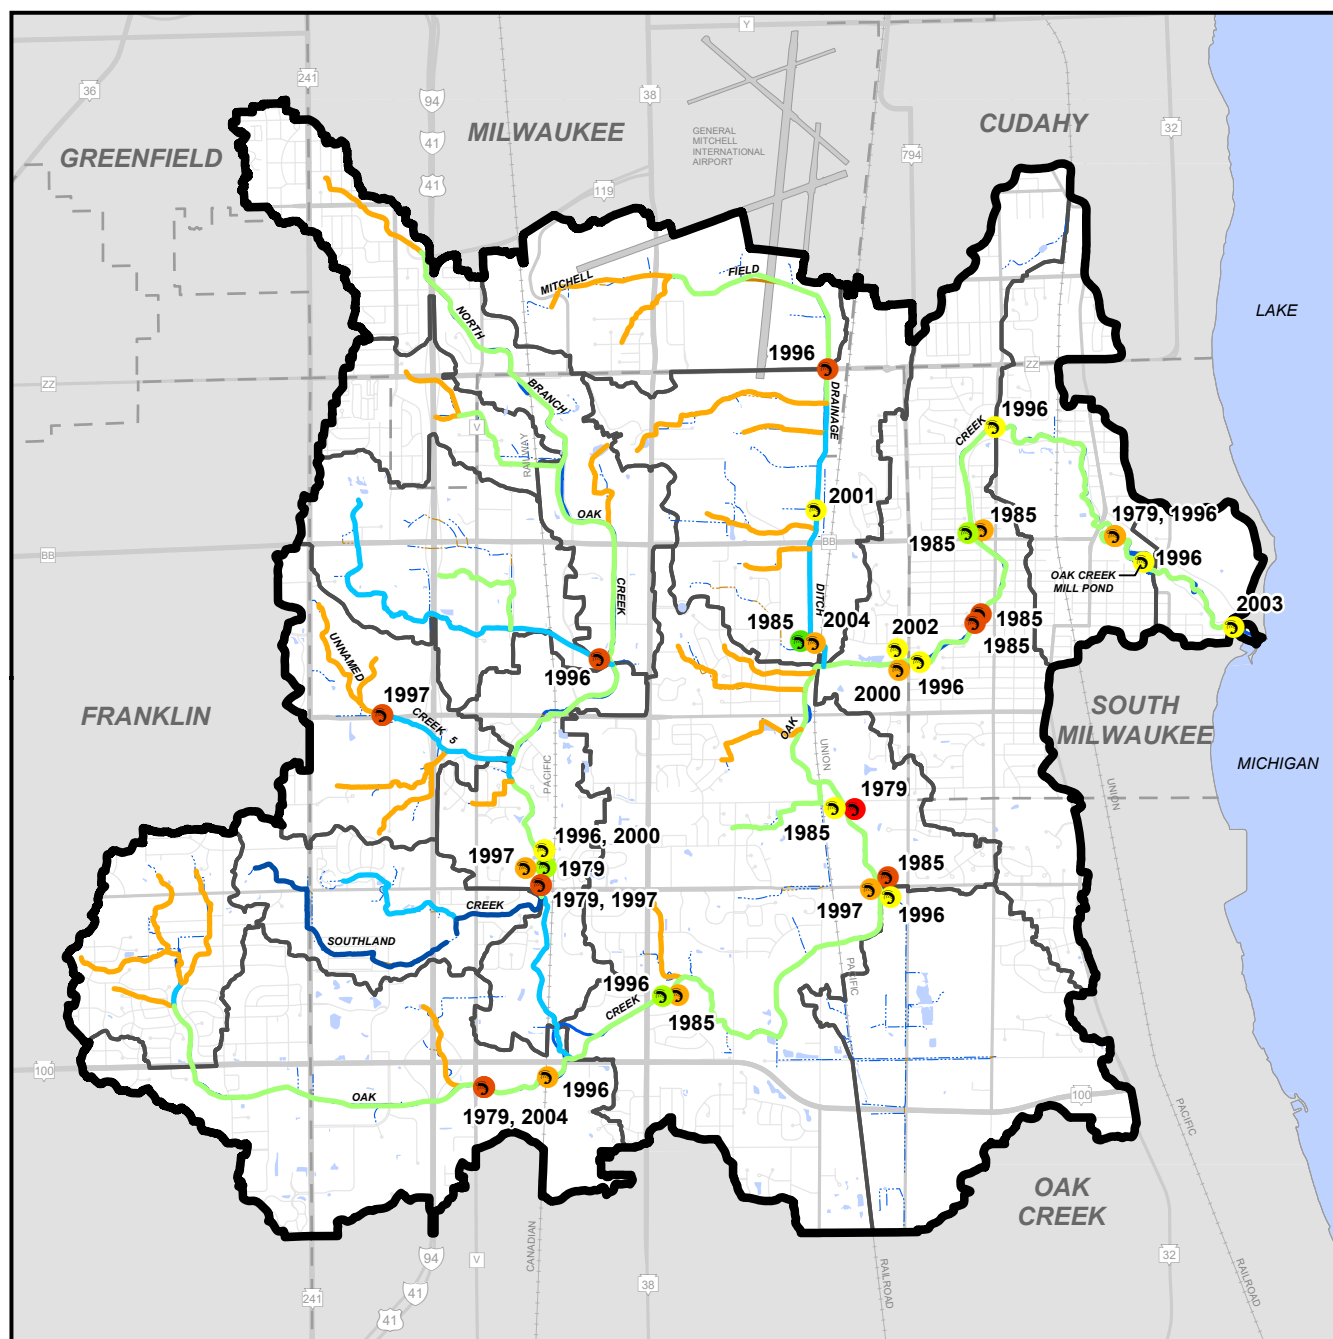 Y
241
36
94
38
MILWAUKEE
CUDAHY
GENERAL
MITCHELL
INTERNATIONAL
AIRPORT
32
41
GREENFIELD
794
41
119
MITCHELL
FIELD
LAKE
NORTH
ZZ
1996
ZZ
BRANCH
DRAINAGE
1996
CREEK
V
RAILWAY
2001
OAK
1985
1979, 1996
BB
BB
1985
1996
OAK CREEK
MILL POND
CREEK
DITCH
1985
2003
1985
2004
2002
1985
UNNAMED
1996
2000
1996
1997
FRANKLIN
CREEK 5
SOUTH
MILWAUKEE
OAK
UNION
PACIFIC
MICHIGAN
UNION
1979
1985
1996, 2000
1997
1979
1985
1979, 1997
1997
1996
CREEK
SOUTHLAND
PACIFIC
1996
CREEK
1985
100
1996
OAK
100
1979, 2004
PACIFIC
OAK
CREEK
CANADIAN
94
V
32
38
41
RAILROAD
RAILROAD
241
41